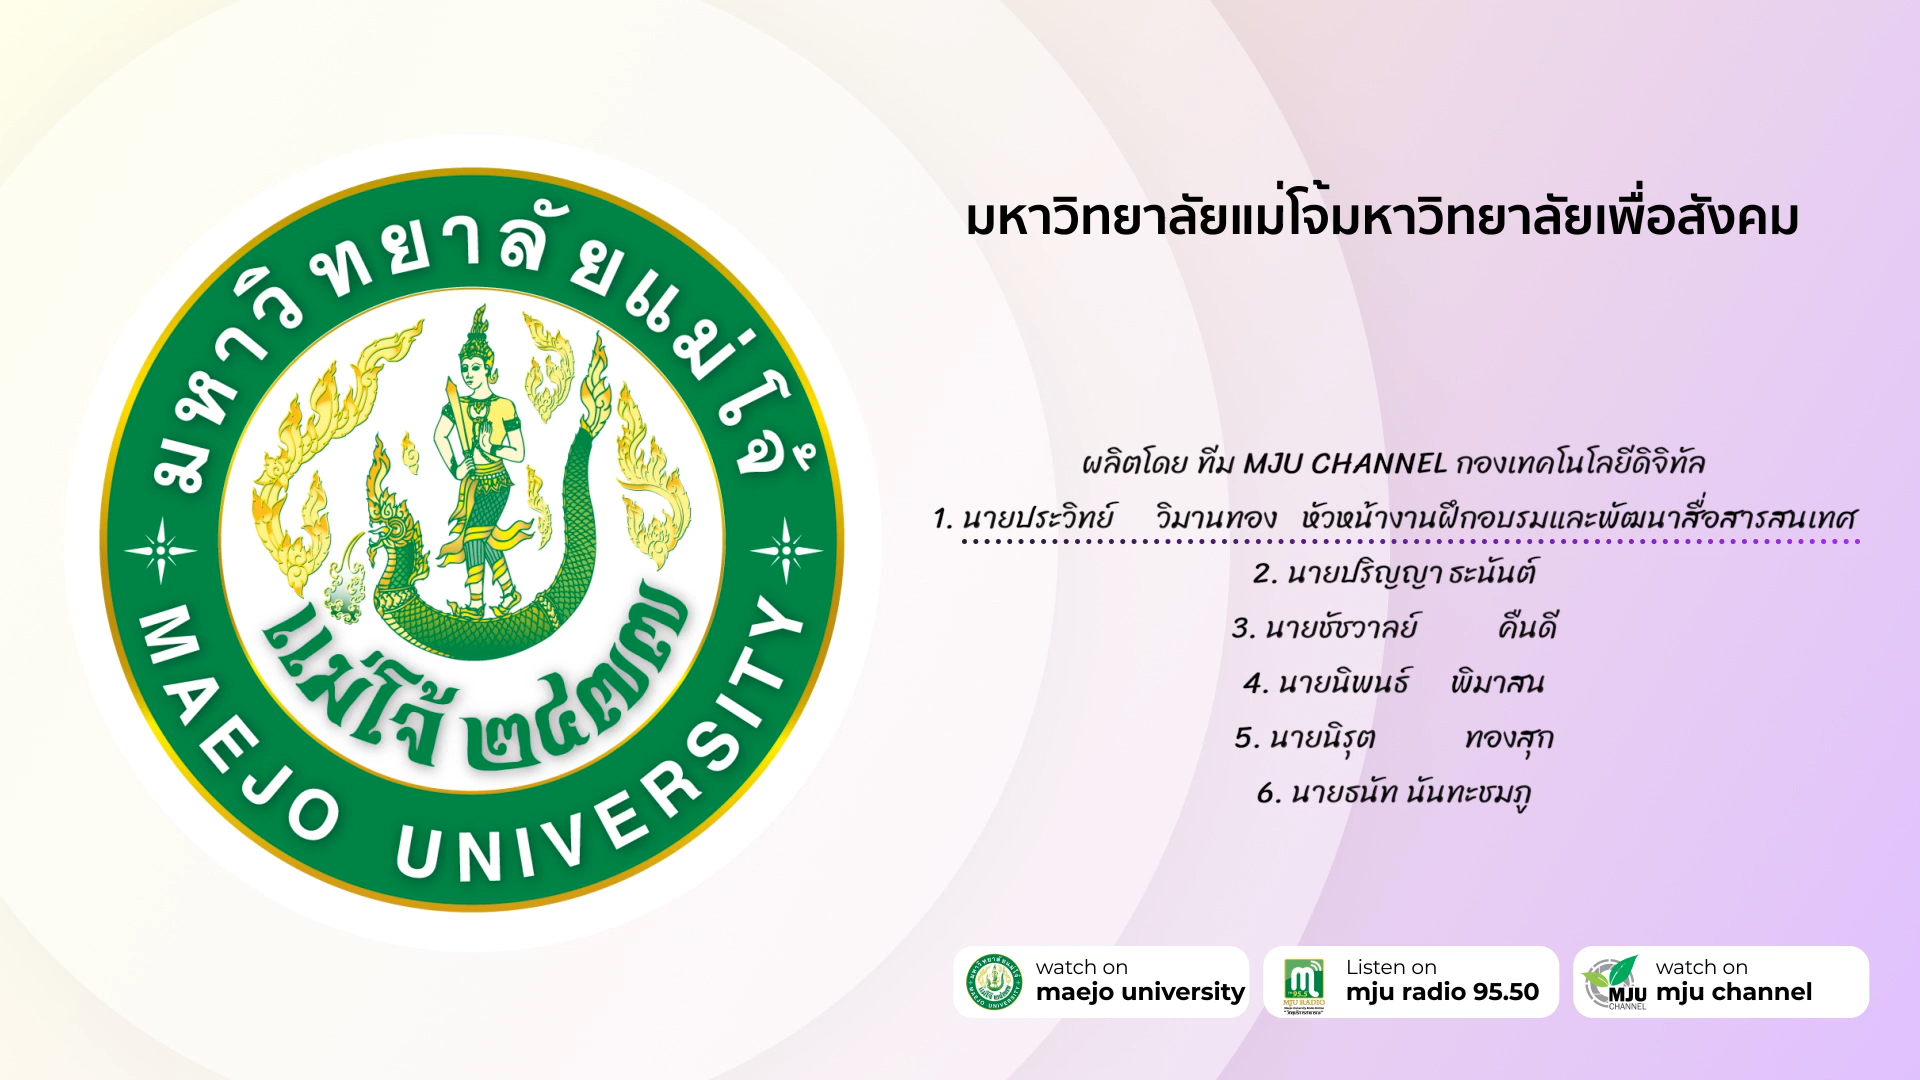 มหาวิทยาลัยแม่โจ้
แม่โจ้ ๒๔๗๗
MAEJO UNIVERSITY
มหาวิทยาลัยแม่โจ้มหาวิทยาลัยเพื่อสังคม
ผลิตโดย ทีม MJU CHANNEL กองเทคโนโลยีดิจิทัล
1. นายประวิทย์ วิมานทอง หัวหน้างานฝึกอบรมและพัฒนาสื่อสารสนเทศ
2. นายปริญญา ธะนันต์
3. นายชัชวาลย์ คืนดี
4. นายนิพนธ์ พิมาสน
5. นายนิรุต ทองสุก
6. นายธนัท นันทะชมภู
watch on
maejo university
MJU RADIO
95.5
Listen on
mju radio 95.50
MJU
CHANNEL
watch on
mju channel